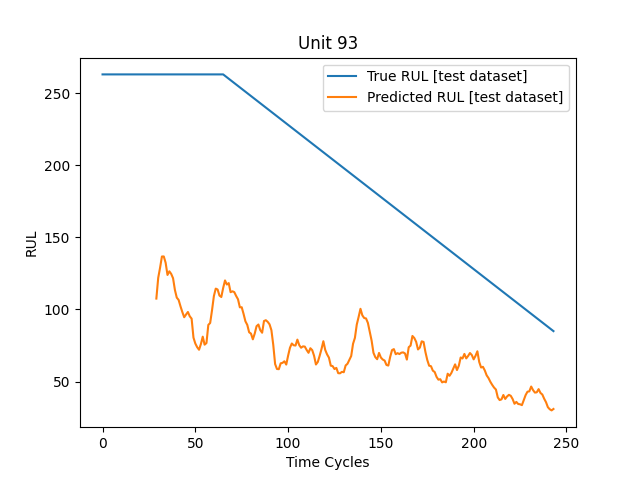 Unit 93
True RUL [test dataset]
Predicted RUL [test dataset]
RUL
250
200
150
100
50
0 50 100 150 200 250
Time Cycles